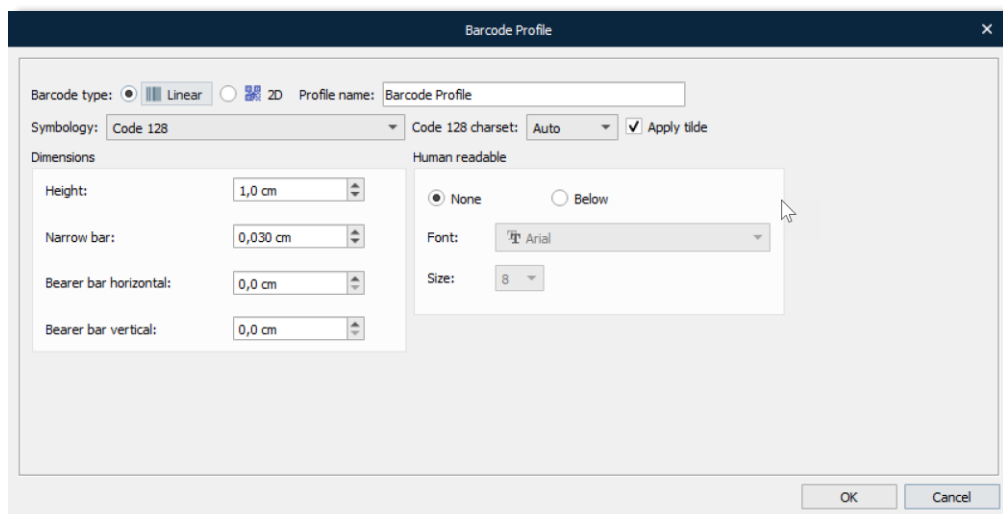 Barcode Profile
Barcode type: Linear 2D Profile name: Barcode Profile
Symbology: Code 128 Code 128 charset: Auto Apply tilde
Dimensions Human readable
Height: 1,0 cm None Below
Narrow bar: 0,030 cm Font: Arial
Bearer bar horizontal: 0,0 cm Size: 8
Bearer bar vertical: 0,0 cm
OK Cancel